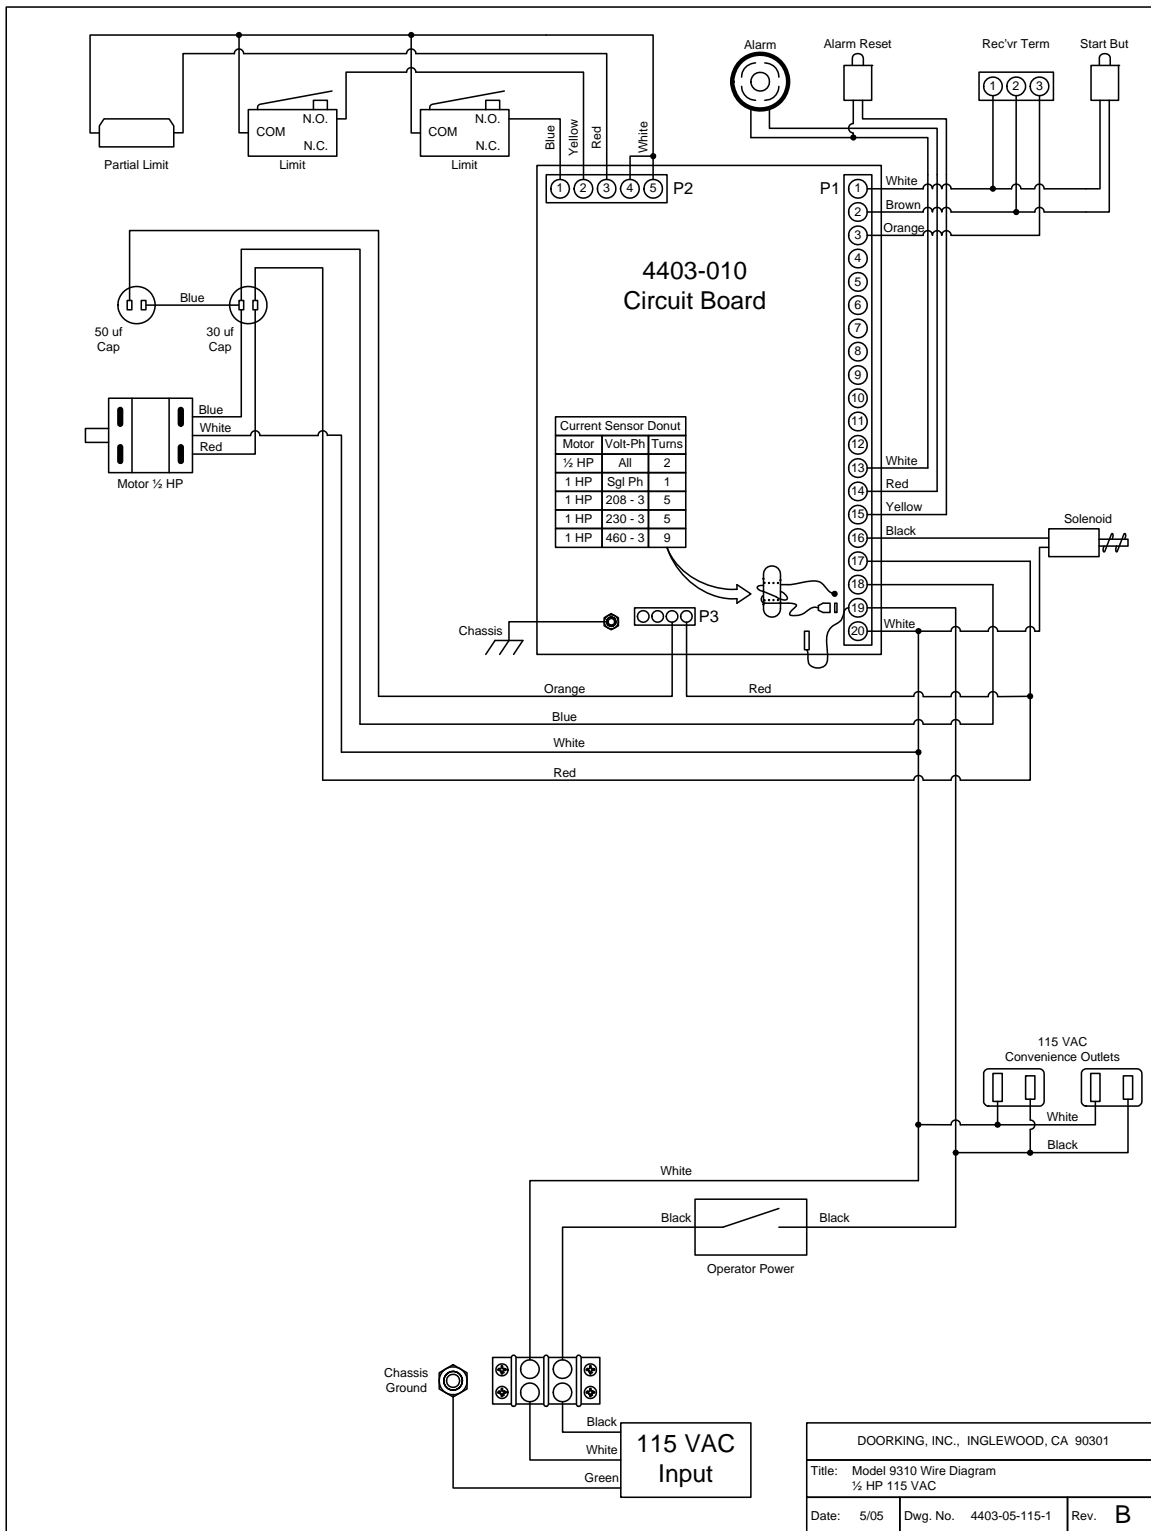 Alarm
Alarm Reset
Rec'vr Term
Start But
1 2 3
COM
N.O.
N.C.
COM
N.O.
N.C.
Partial Limit
Limit
Limit
Blue
Yellow
Red
White
1 2 3 4 5
P2
P1
1
White
2
Brown
3
Orange
4
5
6
7
8
9
10
11
12
13
White
14
Red
15
Yellow
16
Black
17
18
19
20
White
4403-010
Circuit Board
Blue
50 uf
Cap
30 uf
Cap
Blue
White
Red
Motor ½ HP
Current Sensor Donut
Motor Volt-Ph Turns
½ HP All 2
1 HP Sgl Ph 1
1 HP 208 - 3 5
1 HP 230 - 3 5
1 HP 460 - 3 9
Solenoid
P3
Chassis
Orange
Red
Blue
White
Red
115 VAC
Convenience Outlets
White
Black
White
Black
Black
Operator Power
Chassis
Ground
Black
White
Green
115 VAC
Input
DOORKING, INC., INGLEWOOD, CA 90301
Title: Model 9310 Wire Diagram
½ HP 115 VAC
Date: 5/05 Dwg. No. 4403-05-115-1 Rev. B